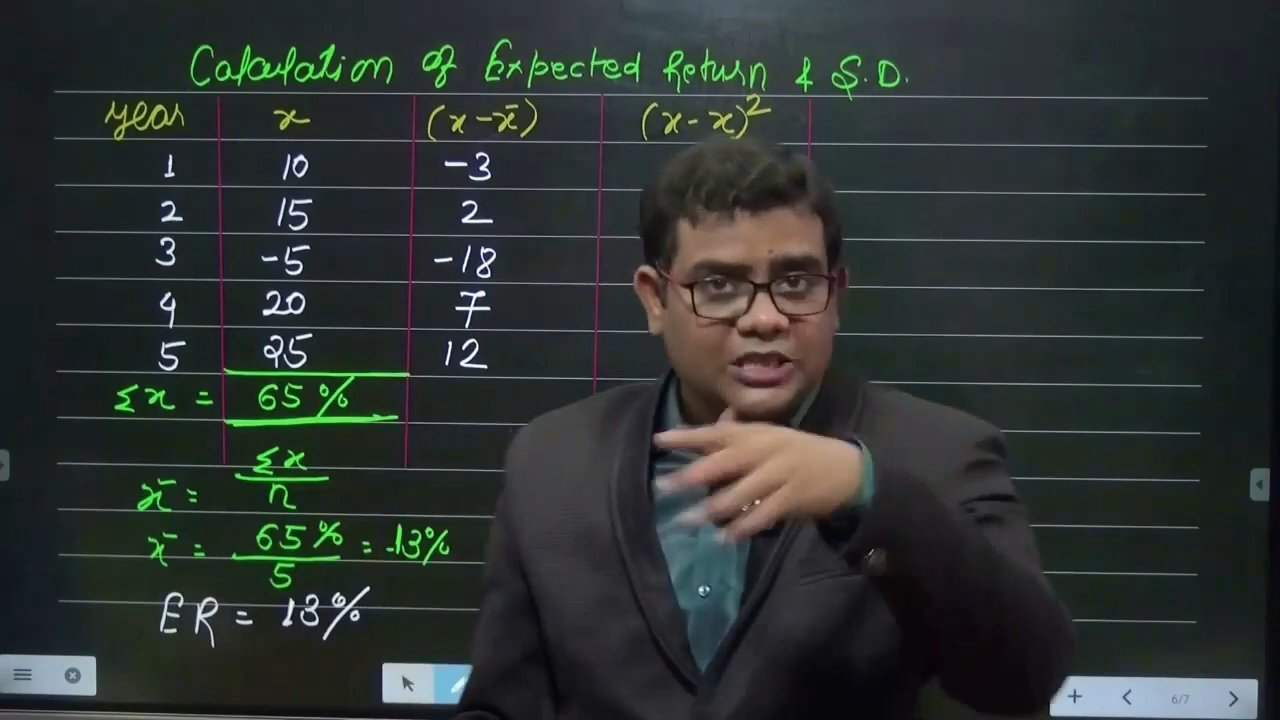 Calculation of Expected Return & S.D.
year x (x-x̄) (x-x)²
1 10 -3
2 15 2
3 -5 -18
4 20 7
5 25 12
Σx = 65%
x̄ = Σx/n
x̄ = 65%/5 = 13%
ER = 13%
6/7